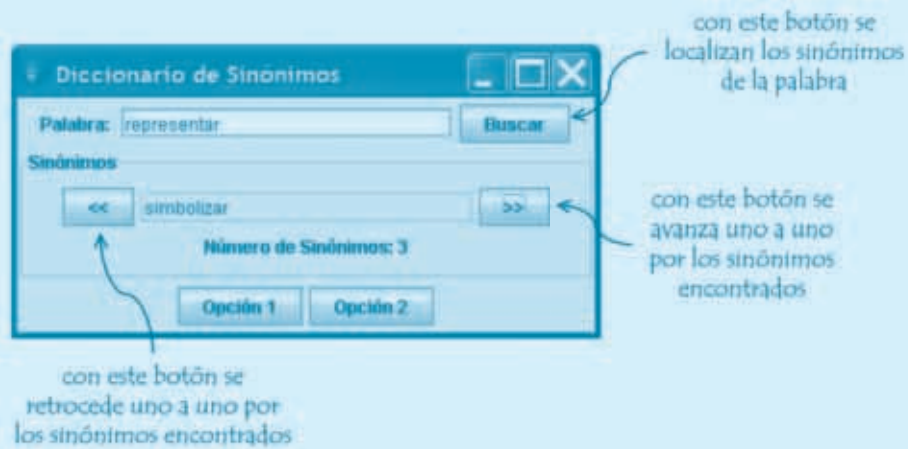 con este botón se
localizan los sinónimos
de la palabra
Diccionario de Sinónimos
Palabra: representar Buscar
Sinónimos
<< simbolizar >>
Número de Sinónimos: 3
con este botón se
avanza uno a uno
por los sinónimos
encontrados
Opción 1 Opción 2
con este botón se
retrocede uno a uno por
los sinónimos encontrados